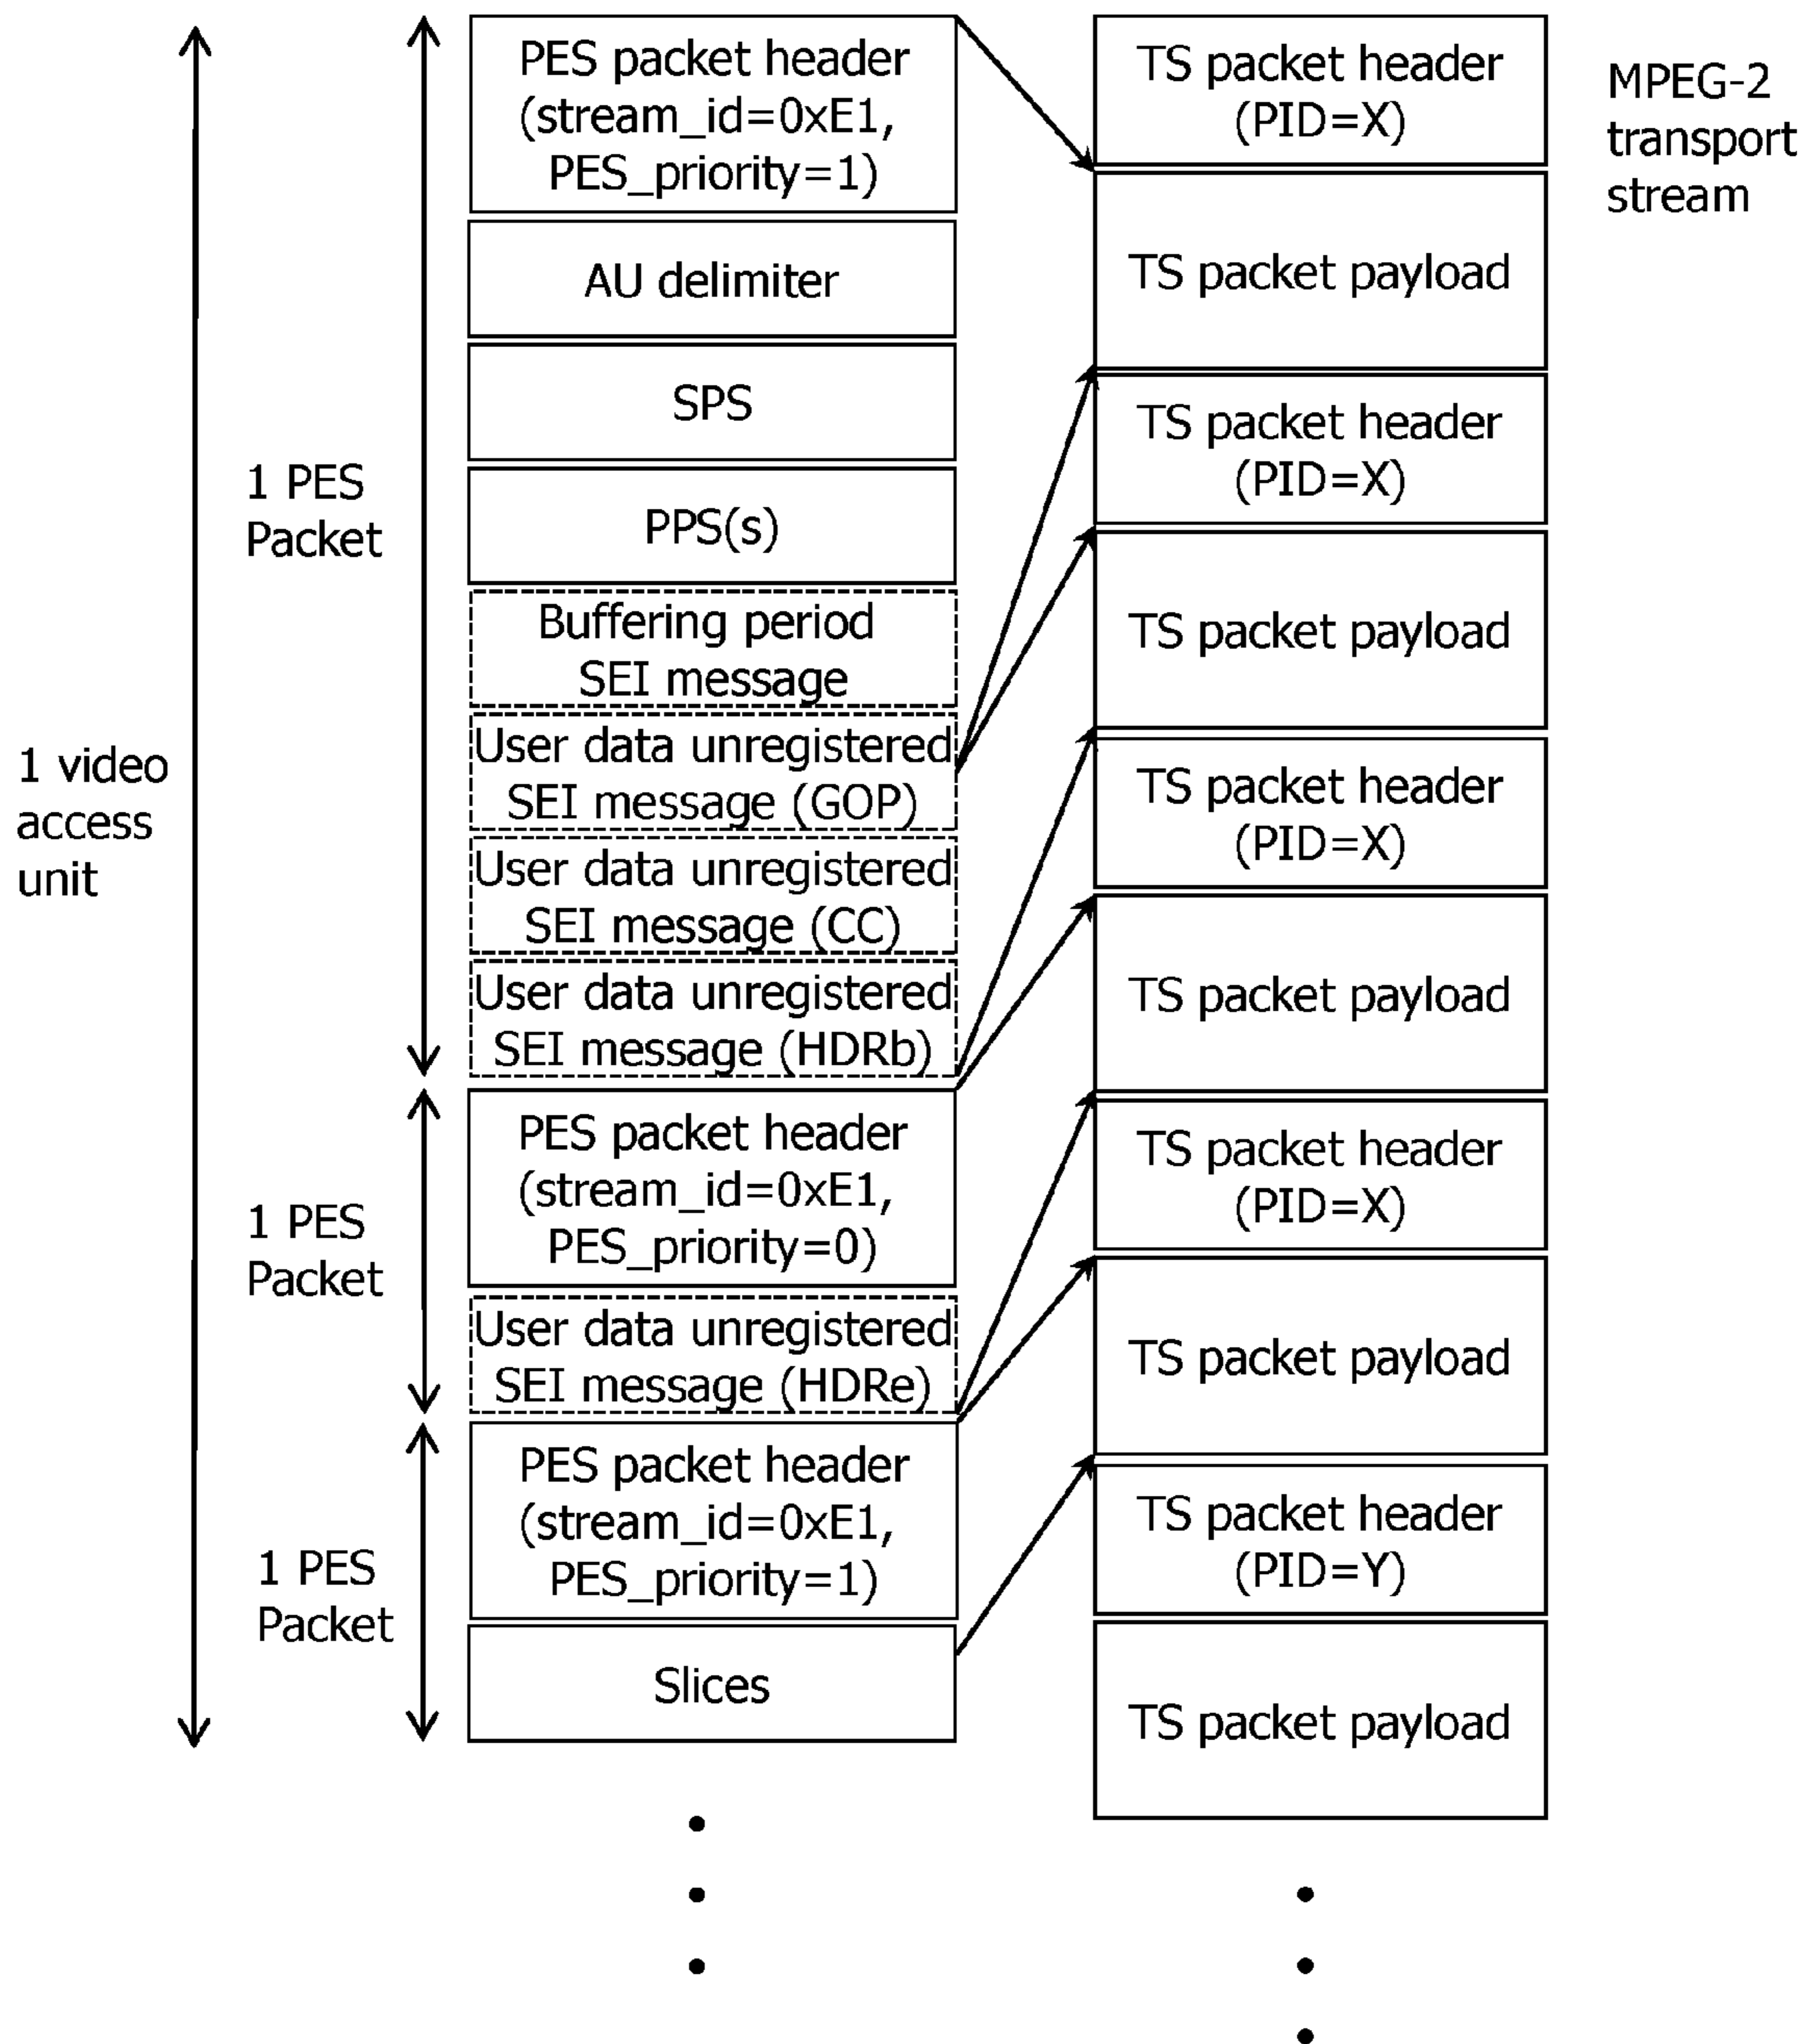 1 video
access
unit
1 PES
Packet
1 PES
Packet
1 PES
Packet
PES packet header
(stream_id=0xE1,
PES_priority=1)
AU delimiter
SPS
PPS(s)
Buffering period
SEI message
User data unregistered
SEI message (GOP)
User data unregistered
SEI message (CC)
User data unregistered
SEI message (HDRb)
PES packet header
(stream_id=0xE1,
PES_priority=0)
User data unregistered
SEI message (HDRe)
PES packet header
(stream_id=0xE1,
PES_priority=1)
Slices
TS packet header
(PID=X)
TS packet payload
TS packet header
(PID=X)
TS packet payload
TS packet header
(PID=X)
TS packet payload
TS packet header
(PID=X)
TS packet payload
TS packet header
(PID=Y)
TS packet payload
MPEG-2
transport
stream